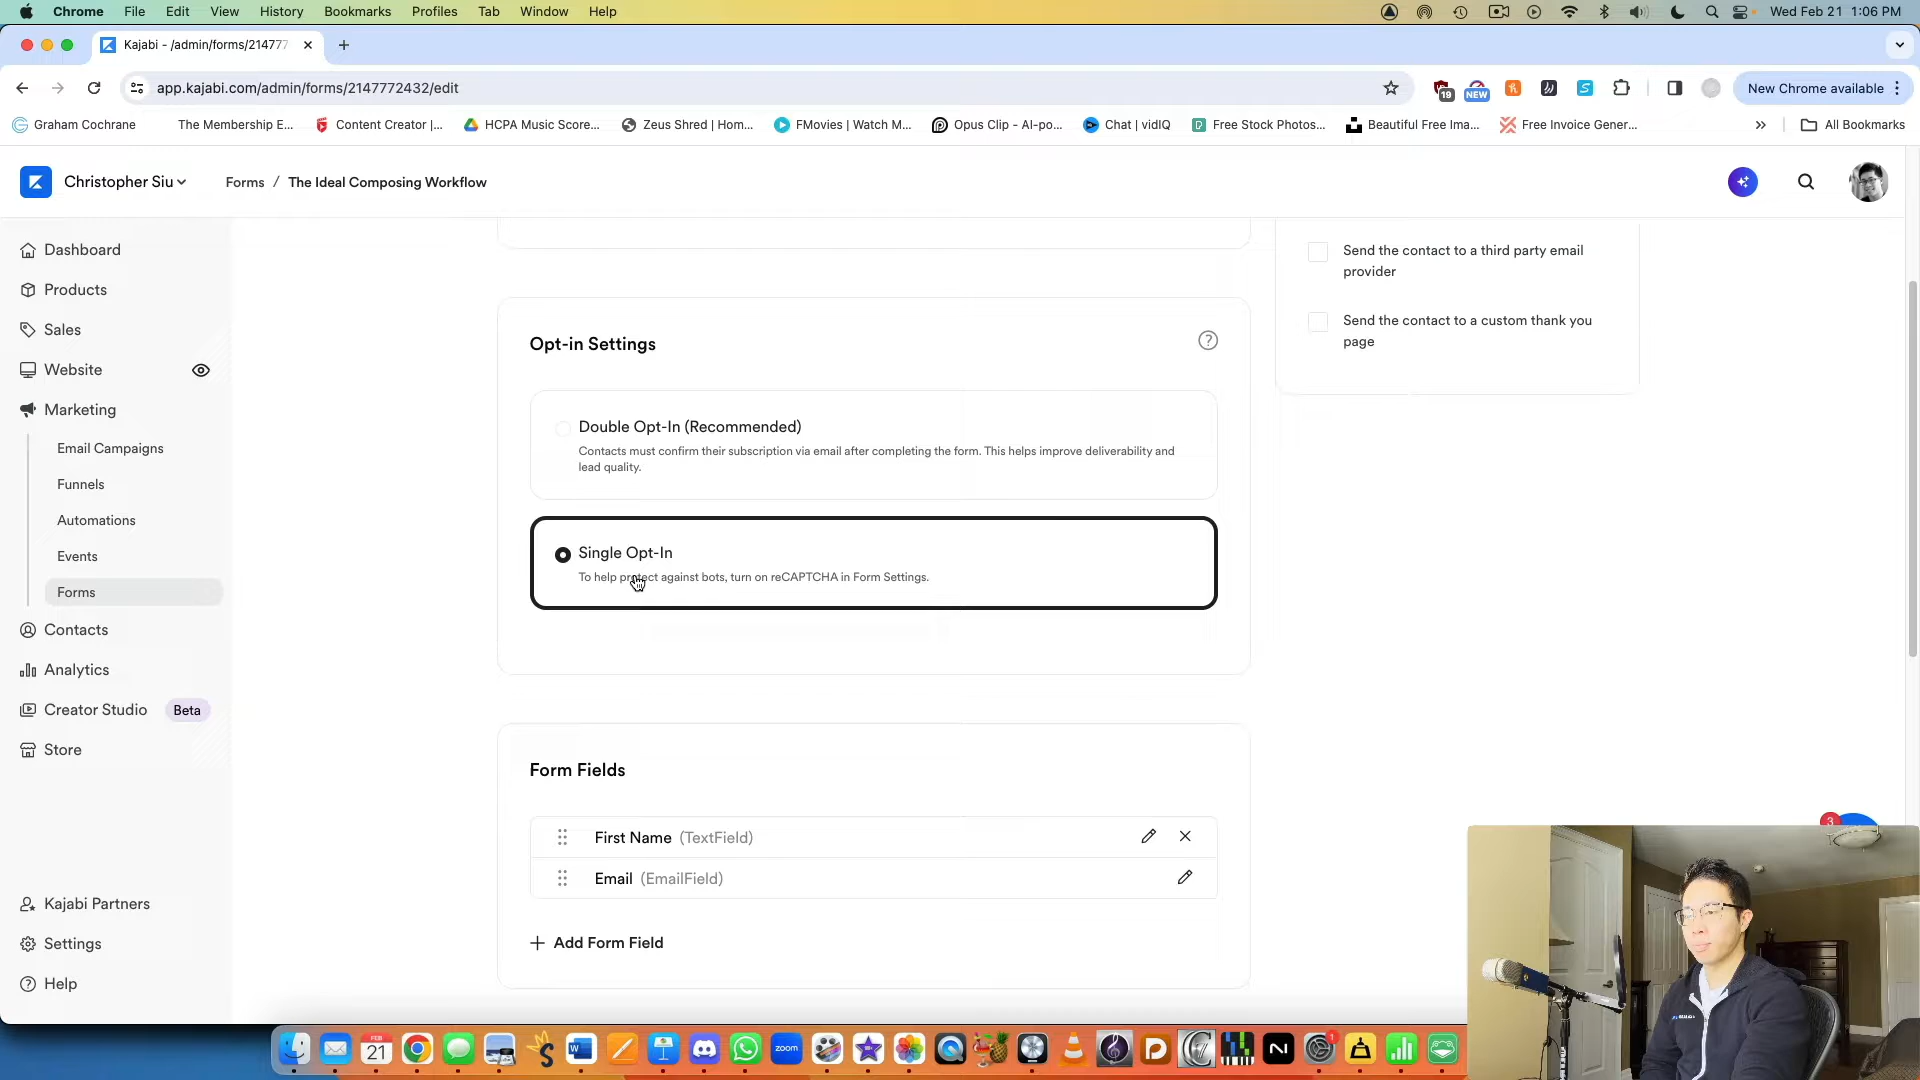 Chrome File Edit View History Bookmarks Profiles Tab Window Help Wed Feb 21 1:06 PM
Kajabi - /admin/forms/21477
app.kajabi.com/admin/forms/2147772432/edit
19 NEW New Chrome available
Graham Cochrane The Membership E... Content Creator |... HCPA Music Score... Zeus Shred | Hom... FMovies | Watch M... Opus Clip - AI-po... Chat | vidIQ Free Stock Photos... Beautiful Free Ima... Free Invoice Gener... » All Bookmarks
Christopher Siu Forms / The Ideal Composing Workflow
Dashboard
Products
Sales
Website
Marketing
Email Campaigns
Funnels
Automations
Events
Forms
Contacts
Analytics
Creator Studio Beta
Store
Kajabi Partners
Settings
Help
Opt-in Settings
Double Opt-In (Recommended)
Contacts must confirm their subscription via email after completing the form. This helps improve deliverability and
lead quality.
Single Opt-In
To help protect against bots, turn on reCAPTCHA in Form Settings.
Form Fields
First Name (TextField)
Email (EmailField)
+ Add Form Field
Send the contact to a third party email
provider
Send the contact to a custom thank you
page
3
FEB
21
zoom
1